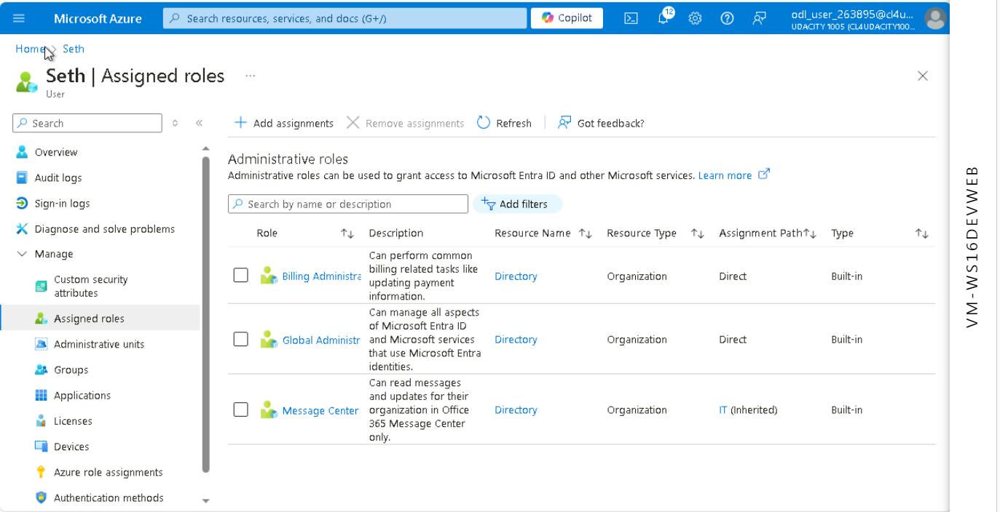 Microsoft Azure
Search resources, services, and docs (G+/)
Copilot
12
odl_user_263895@cl4u...
UDACITY 1005 (CL4UDACITY100...
Home > Seth
Seth | Assigned roles ...
User
Search
Add assignments
Remove assignments
Refresh
Got feedback?
Overview
Audit logs
Sign-in logs
Diagnose and solve problems
Manage
Custom security
attributes
Assigned roles
Administrative units
Groups
Applications
Licenses
Devices
Azure role assignments
Authentication methods
Administrative roles
Administrative roles can be used to grant access to Microsoft Entra ID and other Microsoft services. Learn more
Search by name or description
Add filters
Role Description Resource Name Resource Type Assignment Path Type
Billing Administra
Can perform common
billing related tasks like
updating payment
information.
Directory
Organization
Direct
Built-in
Global Administr
Can manage all aspects
of Microsoft Entra ID
and Microsoft services
that use Microsoft Entra
identities.
Directory
Organization
Direct
Built-in
Message Center
Can read messages
and updates for their
organization in Office
365 Message Center
only.
Directory
Organization
IT (Inherited)
Built-in
VM-WS16DEVWEB